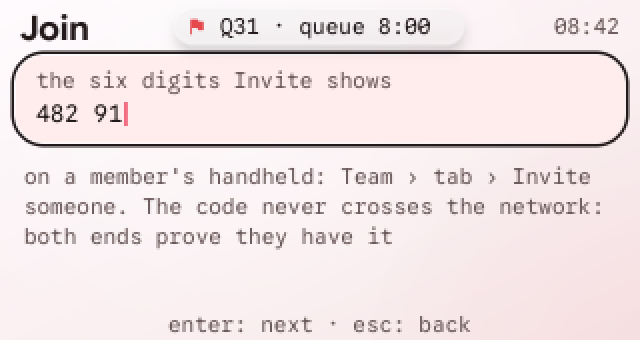 Join
Q31 · queue 8:00
08:42
the six digits Invite shows
482 91
on a member's handheld: Team › tab › Invite
someone. The code never crosses the network:
both ends prove they have it
enter: next · esc: back